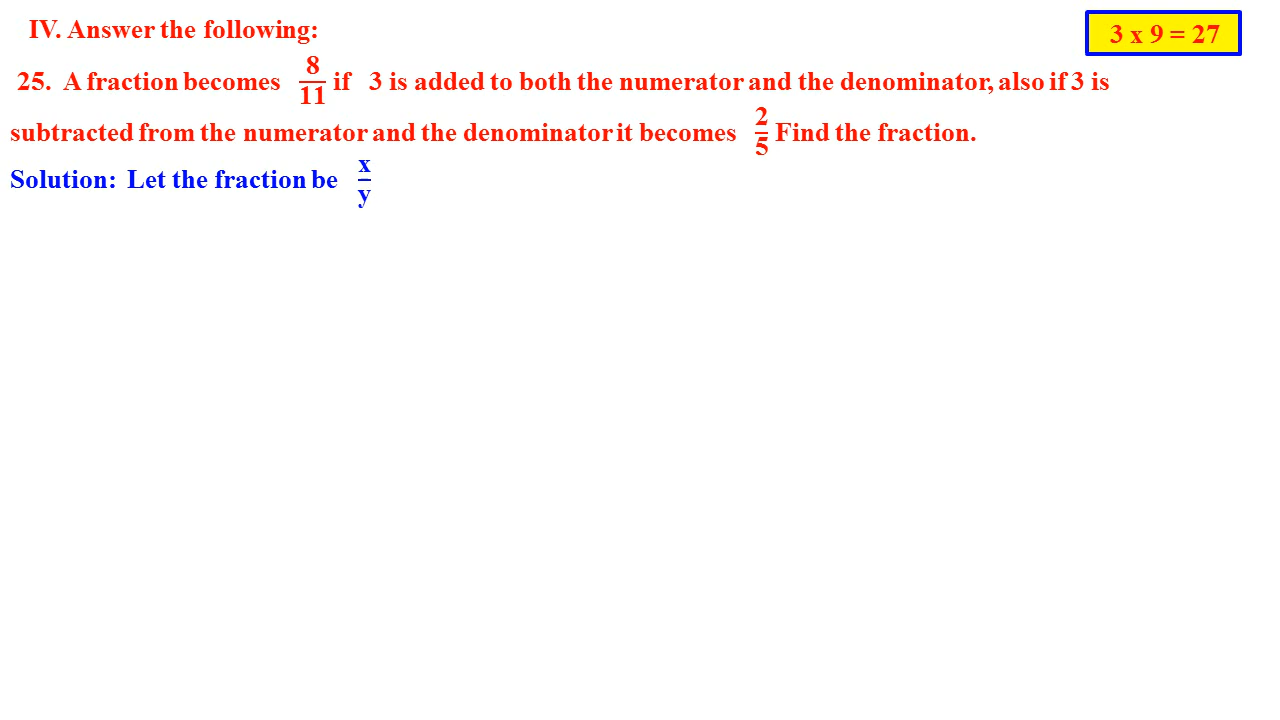 IV. Answer the following:
3 x 9 = 27
25. A fraction becomes 8/11 if 3 is added to both the numerator and the denominator, also if 3 is
subtracted from the numerator and the denominator it becomes 2/5 Find the fraction.
Solution: Let the fraction be x/y